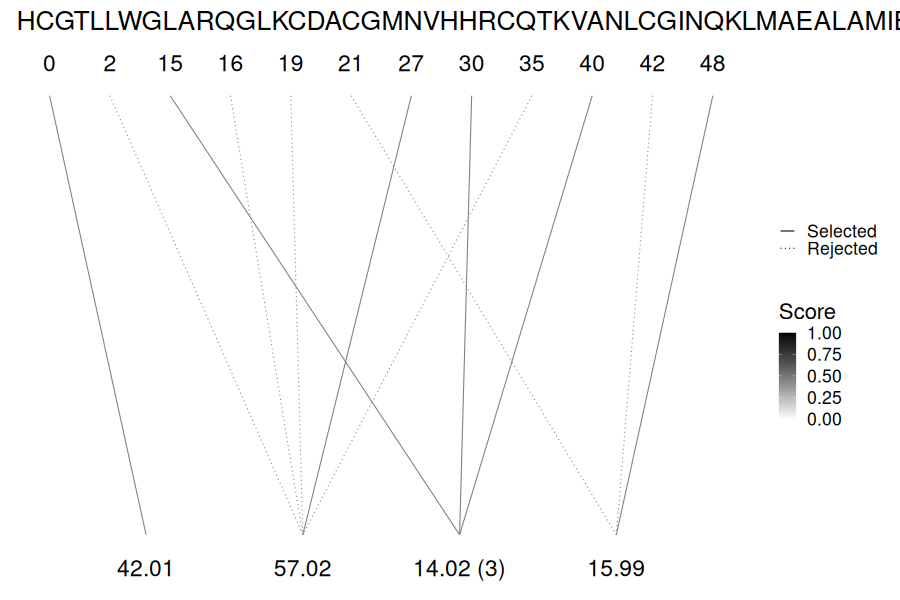 HCGTLLWGLARQGLKCDACGMNVHHRCQTKVANLCGINQKLMAEALAMIE
0 2 15 16 19 21 27 30 35 40 42 48
Selected
Rejected
Score
1.00
0.75
0.50
0.25
0.00
42.01 57.02 14.02 (3) 15.99